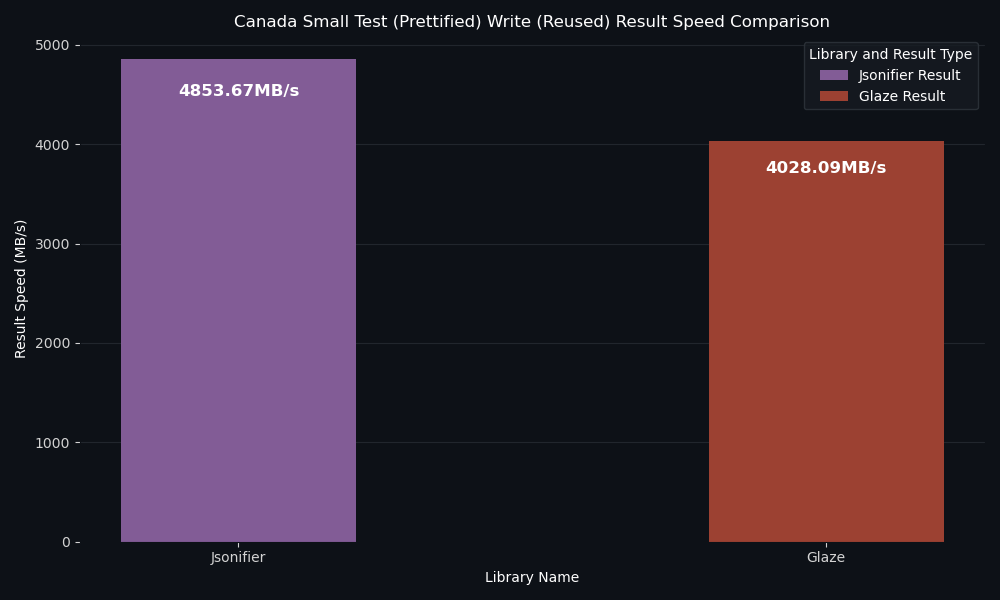 Canada Small Test (Prettified) Write (Reused) Result Speed Comparison
5000
4000
3000
2000
1000
0
Result Speed (MB/s)
4853.67MB/s
4028.09MB/s
Library and Result Type
Jsonifier Result
Glaze Result
Jsonifier
Glaze
Library Name